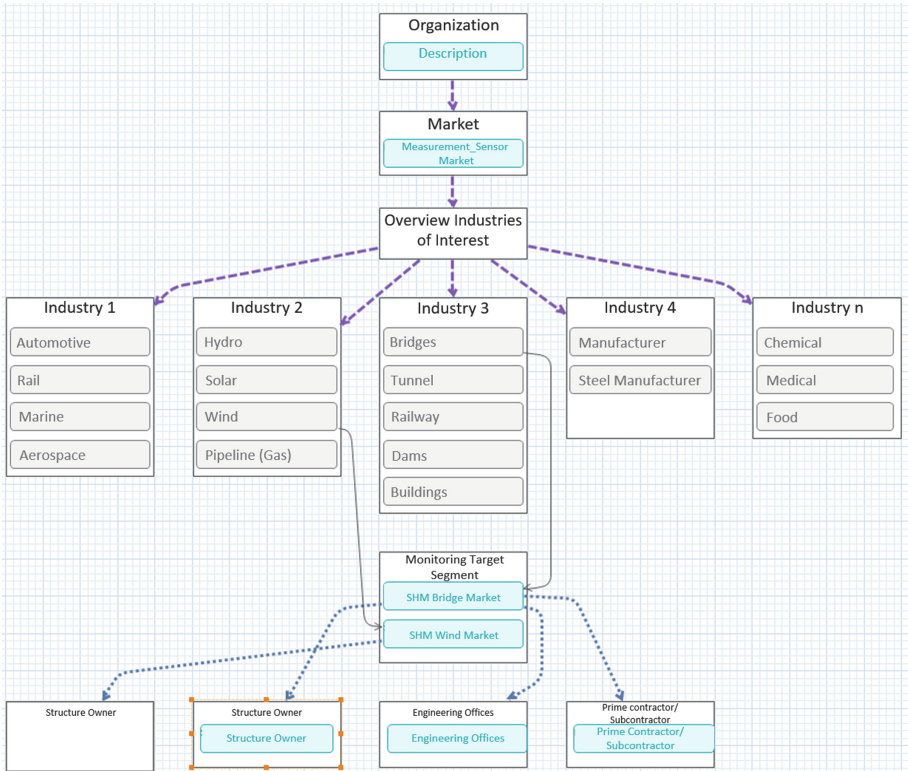 Organization
Description
Market
Measurement_Sensor
Market
Overview Industries
of Interest
Industry 1
Automotive
Rail
Marine
Aerospace
Industry 2
Hydro
Solar
Wind
Pipeline (Gas)
Industry 3
Bridges
Tunnel
Railway
Dams
Buildings
Industry 4
Manufacturer
Steel Manufacturer
Industry n
Chemical
Medical
Food
Monitoring Target
Segment
SHM Bridge Market
SHM Wind Market
Structure Owner
Structure Owner
Structure Owner
Engineering Offices
Engineering Offices
Prime contractor/
Subcontractor
Prime Contractor/
Subcontractor